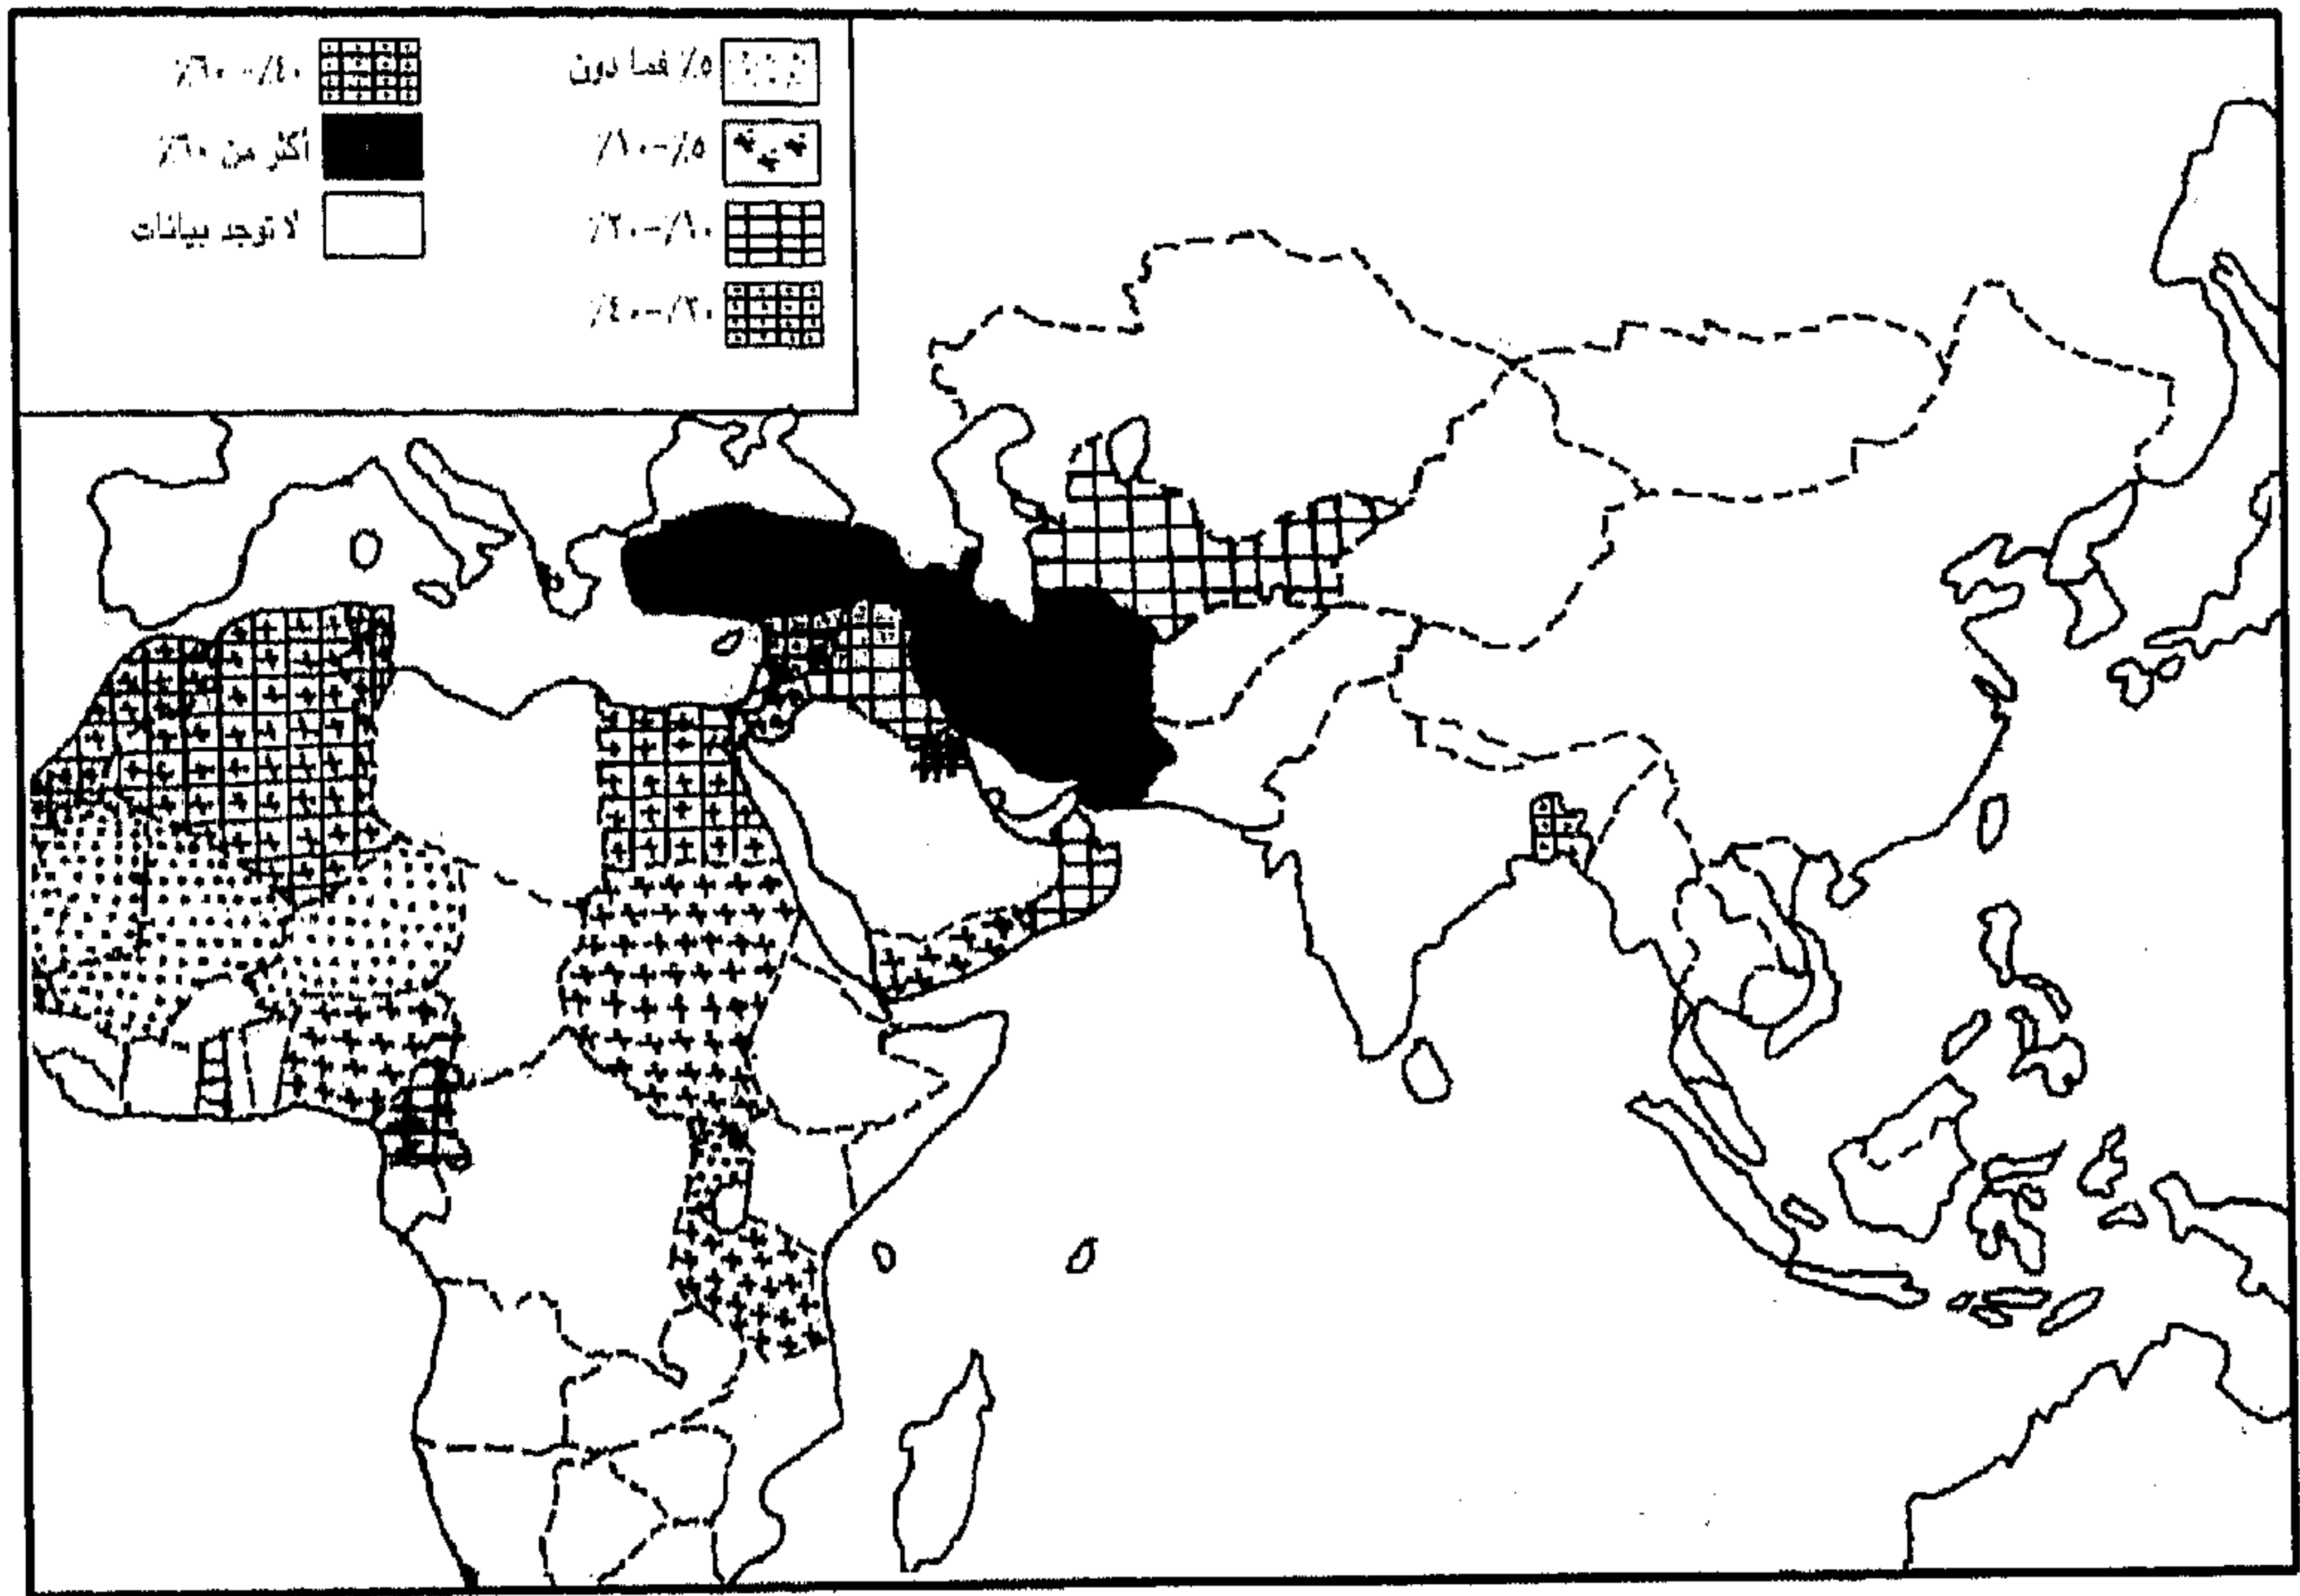 ٥٪ فما دون
٥٪-١٠٪
١٠٪-٢٠٪
٢٠٪-٤٠٪
٤٠٪-٦٠٪
أكثر من ٦٠٪
لا توجد بيانات